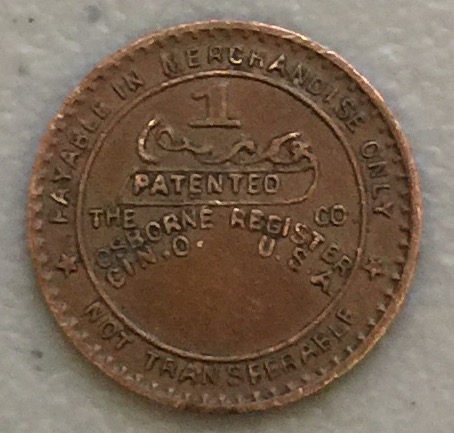 PAYABLE IN MERCHANDISE ONLY
1
PATENTED
THE CO.
OSBORNE REGISTER
CIN.O. U.S.A.
NOT TRANSFERABLE